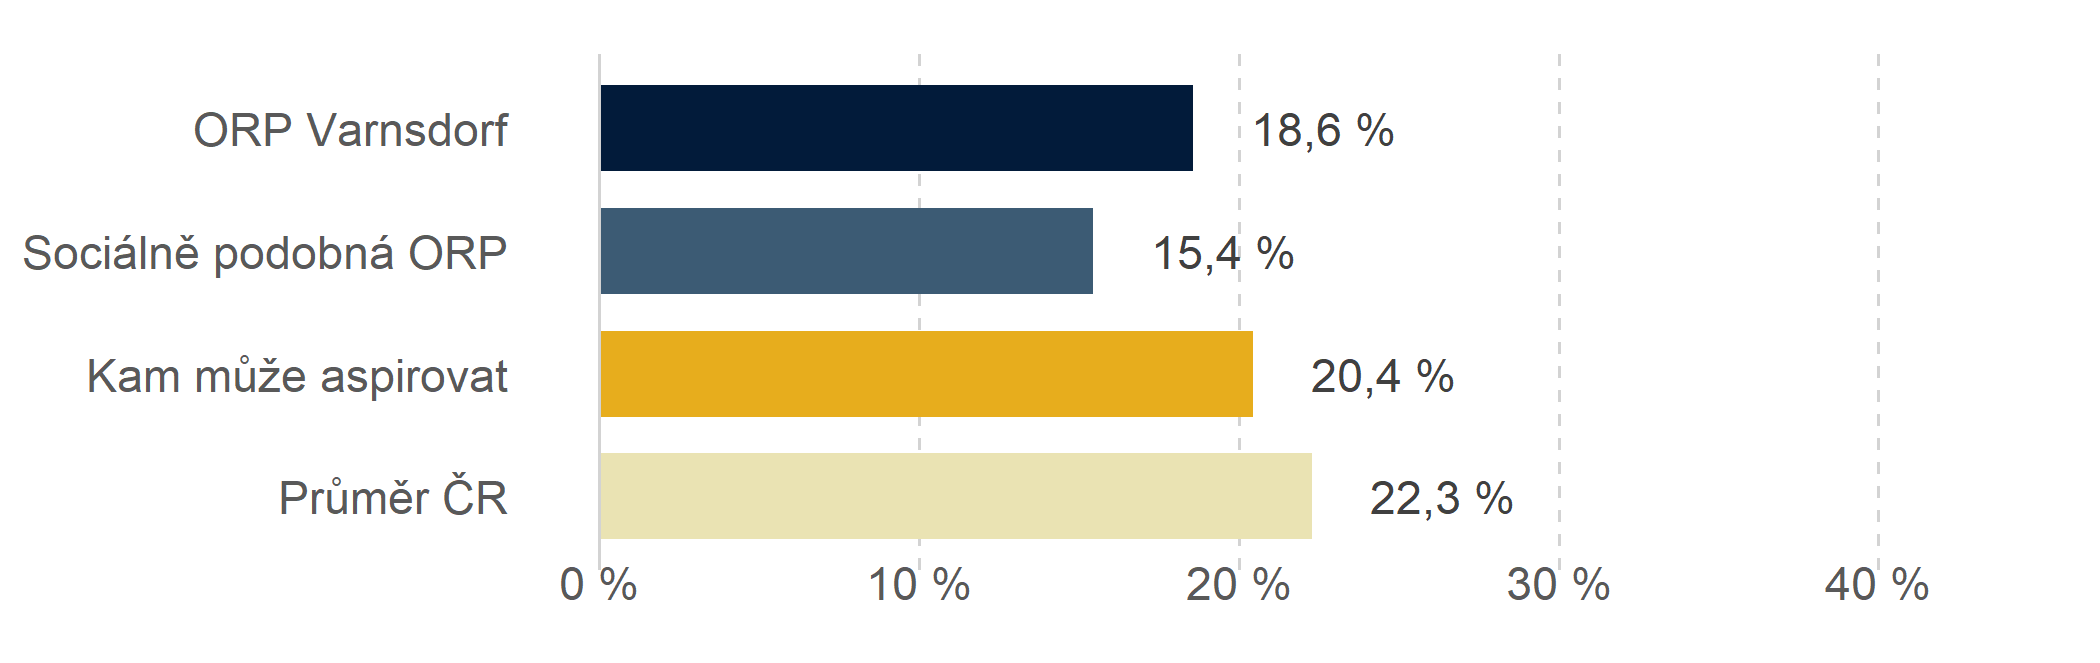 ORP Varnsdorf
18,6 %
Sociálně podobná ORP
15,4 %
Kam může aspirovat
20,4 %
Průměr ČR
22,3 %
0 %
10 %
20 %
30 %
40 %